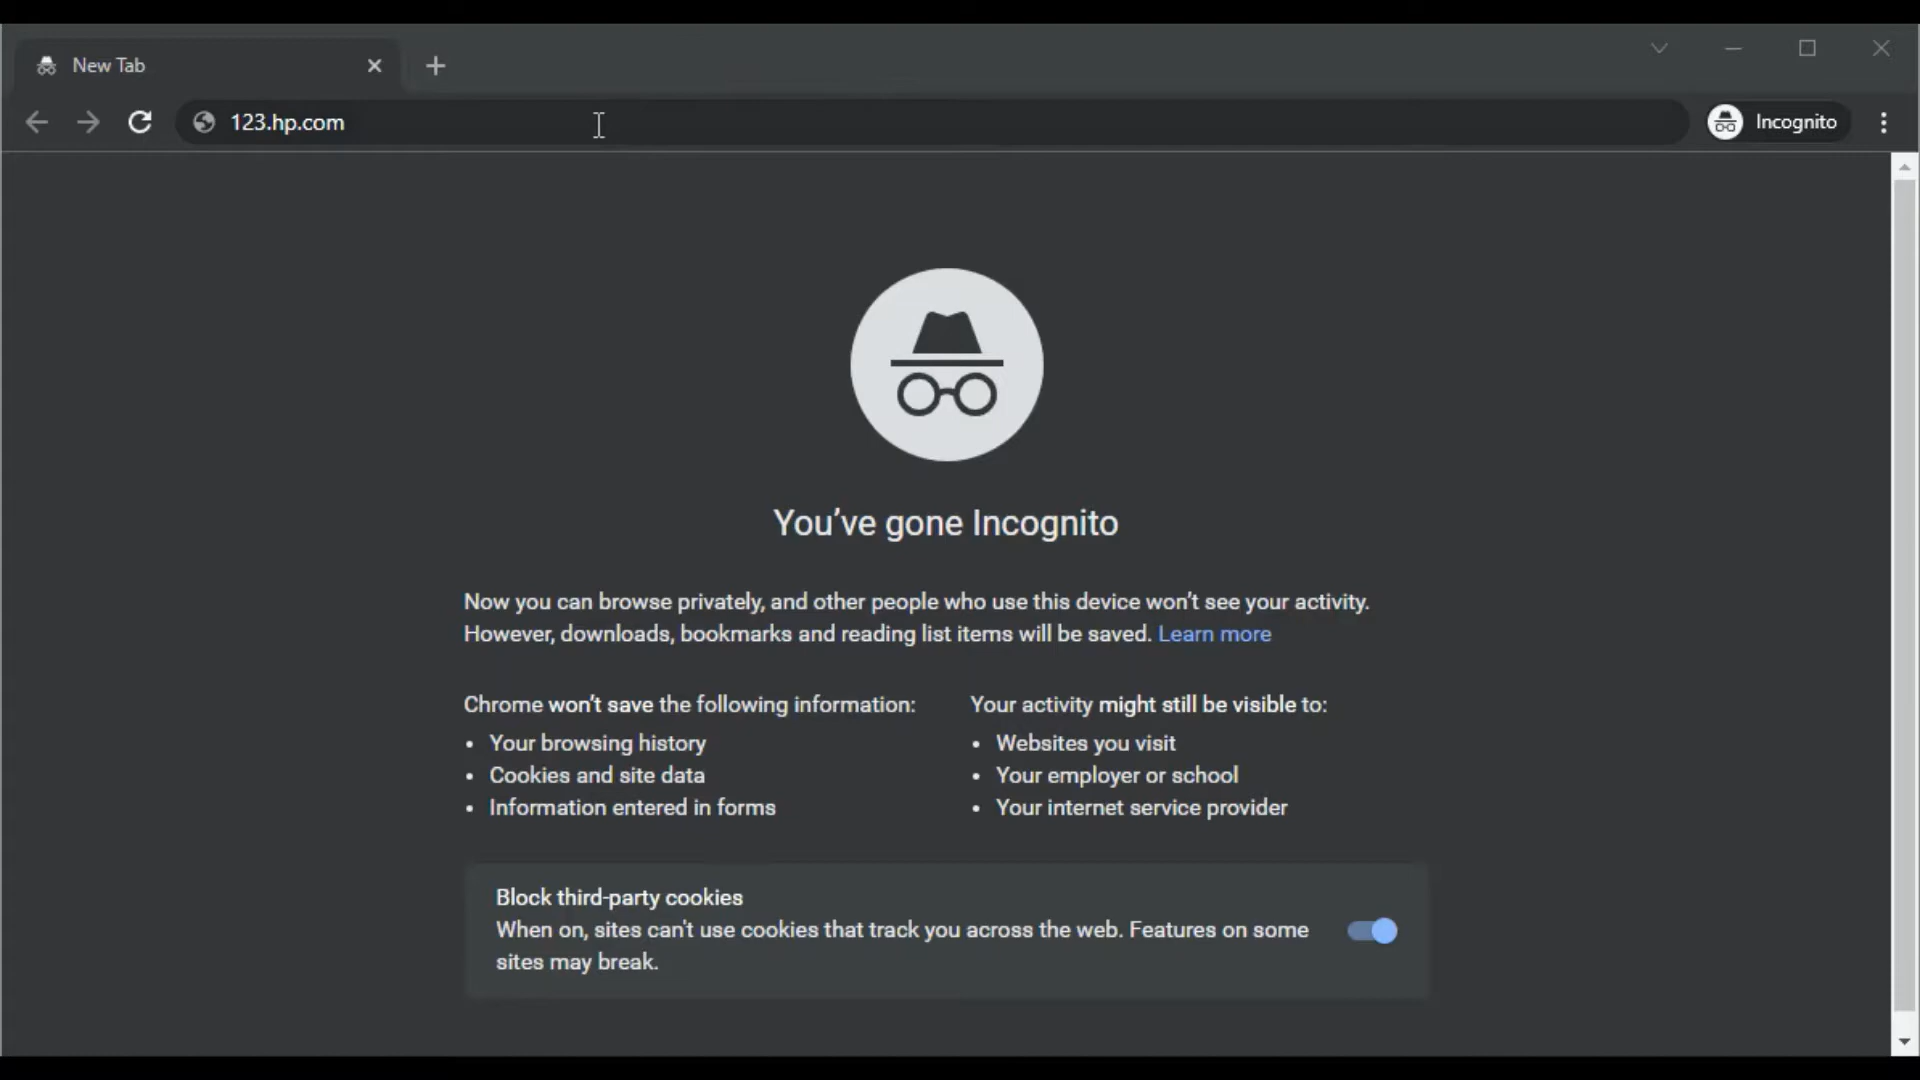 New Tab
123.hp.com
Incognito
You've gone Incognito
Now you can browse privately, and other people who use this device won't see your activity.
However, downloads, bookmarks and reading list items will be saved. Learn more
Chrome won't save the following information:
• Your browsing history
• Cookies and site data
• Information entered in forms
Your activity might still be visible to:
• Websites you visit
• Your employer or school
• Your internet service provider
Block third-party cookies
When on, sites can't use cookies that track you across the web. Features on some
sites may break.